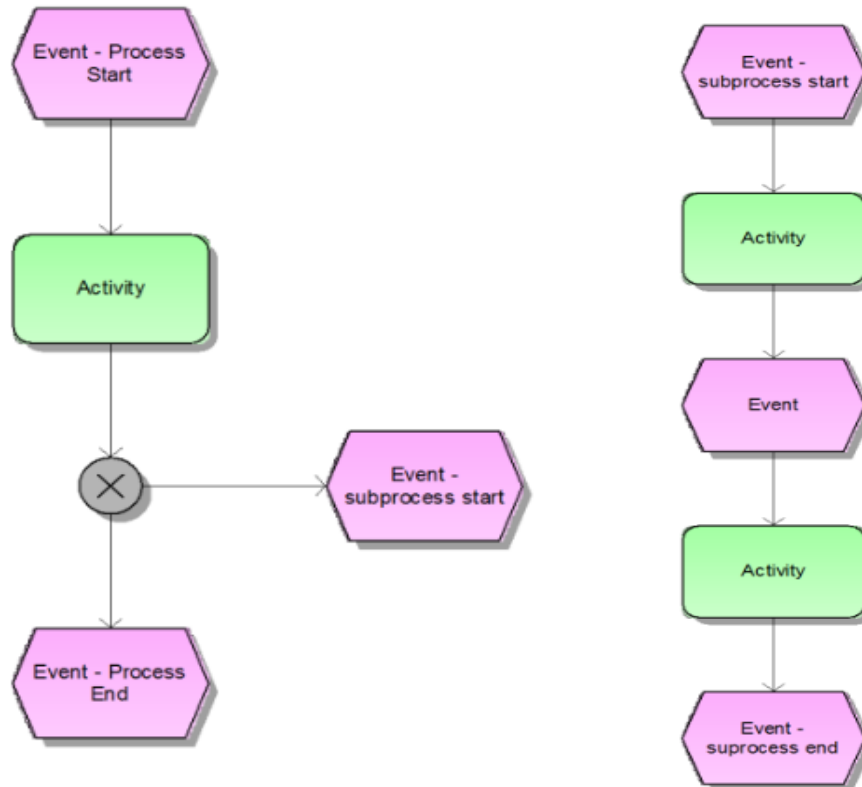 Event - Process
Start
Activity
Event -
subprocess start
Event - Process
End
Event -
subprocess start
Activity
Event
Activity
Event -
suprocess end